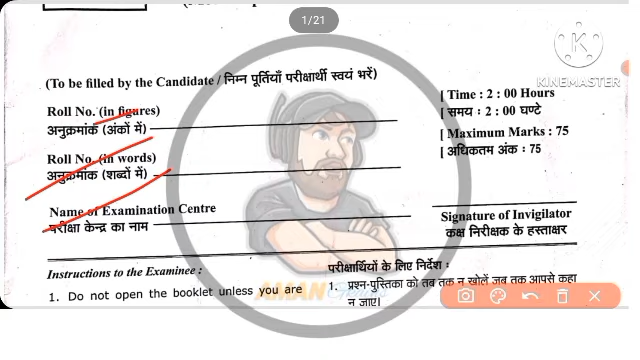 1/21
KINEMASTER
(To be filled by the Candidate / निम्न पूर्तियाँ परीक्षार्थी स्वयं भरें)
Roll No. (in figures)
अनुक्रमांक (अंकों में)
[ Time : 2 : 00 Hours
[ समय : 2 : 00 घण्टे
[ Maximum Marks : 75
[ अधिकतम अंक : 75
Roll No. (in words)
अनुक्रमांक (शब्दों में)
Name of Examination Centre
परीक्षा केन्द्र का नाम
Signature of Invigilator
कक्ष निरीक्षक के हस्ताक्षर
Instructions to the Examinee :
1. Do not open the booklet unless you are
परीक्षार्थियों के लिए निर्देश :
1. प्रश्न-पुस्तिका को तब तक न खोलें जब तक आपसे कहा
न जाए।
AMAN